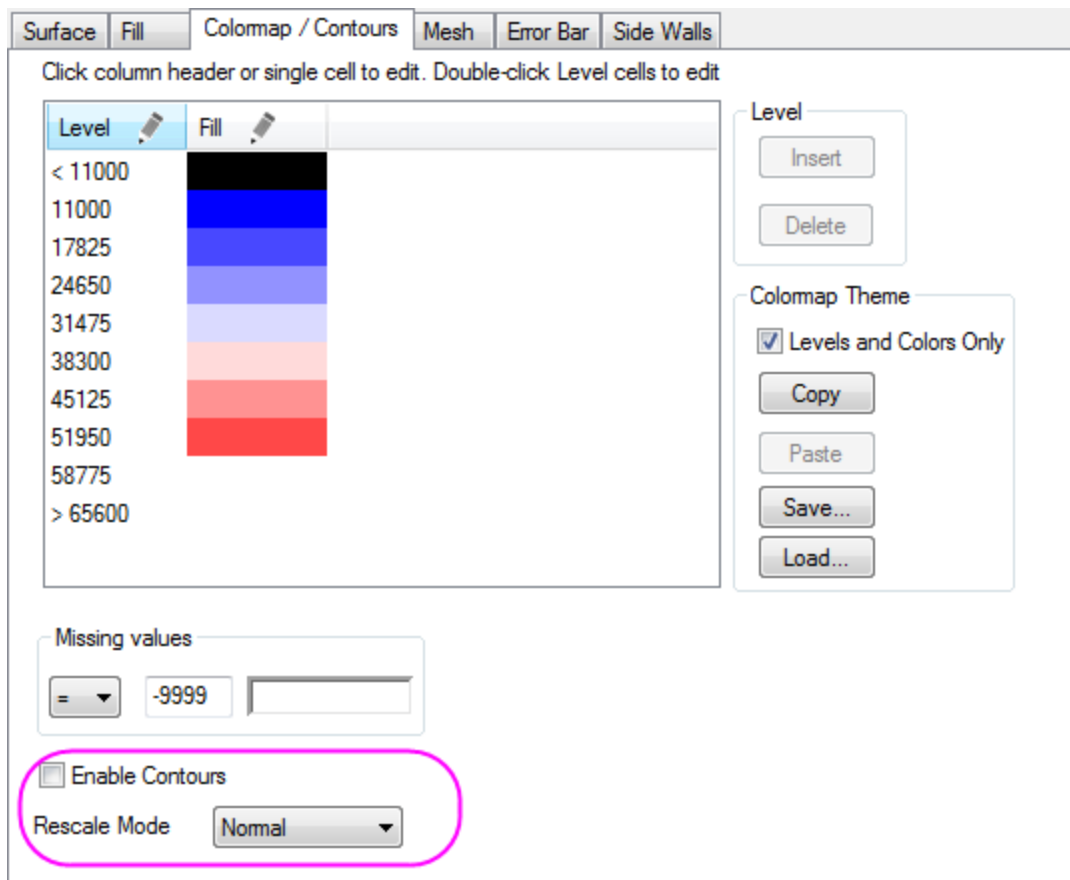 Surface Fill Colormap / Contours Mesh Error Bar Side Walls
Click column header or single cell to edit. Double-click Level cells to edit
Level Fill
< 11000
11000
17825
24650
31475
38300
45125
51950
58775
> 65600
Level
Insert
Delete
Colormap Theme
Levels and Colors Only
Copy
Paste
Save...
Load...
Missing values
= -9999
Enable Contours
Rescale Mode Normal